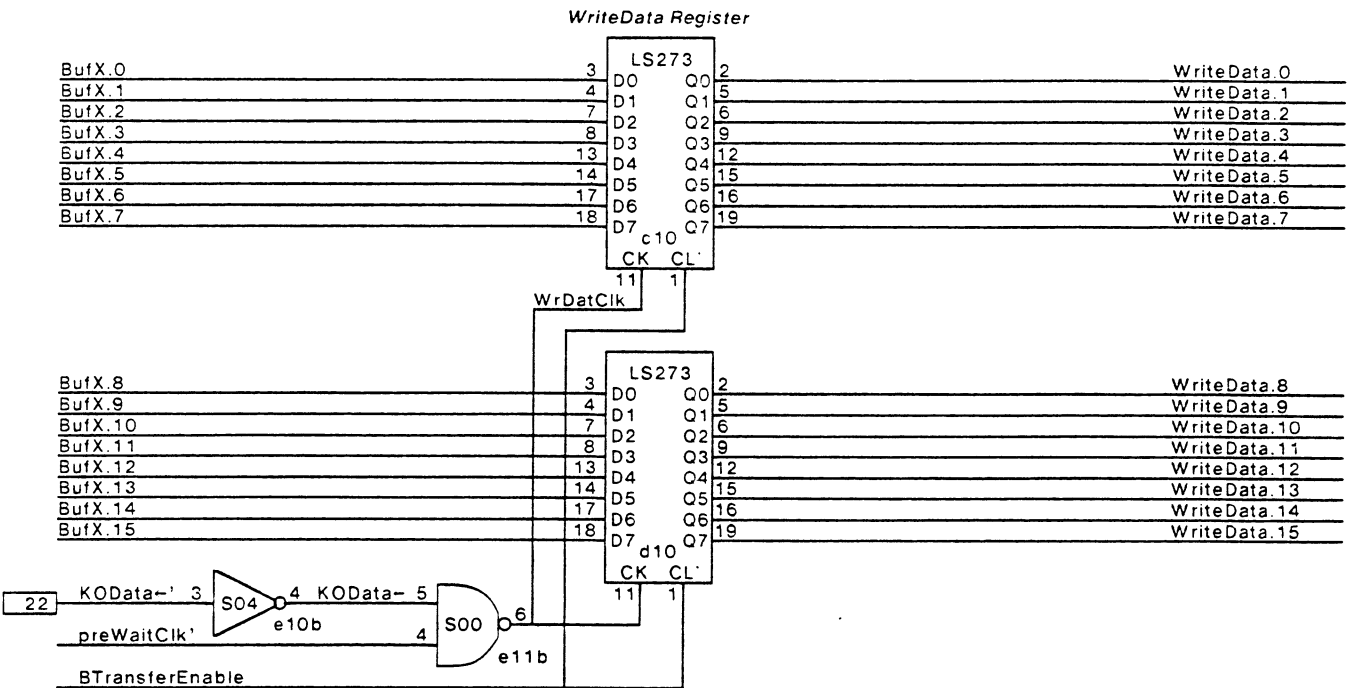 WriteData Register
LS273
BufX.0 3 D0 Q0 2 WriteData.0
BufX.1 4 D1 Q1 5 WriteData.1
BufX.2 7 D2 Q2 6 WriteData.2
BufX.3 8 D3 Q3 9 WriteData.3
BufX.4 13 D4 Q4 12 WriteData.4
BufX.5 14 D5 Q5 15 WriteData.5
BufX.6 17 D6 Q6 16 WriteData.6
BufX.7 18 D7 Q7 19 WriteData.7
c10
CK CL'
11 1
WrDatClk
LS273
BufX.8 3 D0 Q0 2 WriteData.8
BufX.9 4 D1 Q1 5 WriteData.9
BufX.10 7 D2 Q2 6 WriteData.10
BufX.11 8 D3 Q3 9 WriteData.11
BufX.12 13 D4 Q4 12 WriteData.12
BufX.13 14 D5 Q5 15 WriteData.13
BufX.14 17 D6 Q6 16 WriteData.14
BufX.15 18 D7 Q7 19 WriteData.15
d10
CK CL'
11 1
22 KOData←' 3 S04 4 KOData← 5
e10b
preWaitClk' 4 S00 6
e11b
BTransferEnable